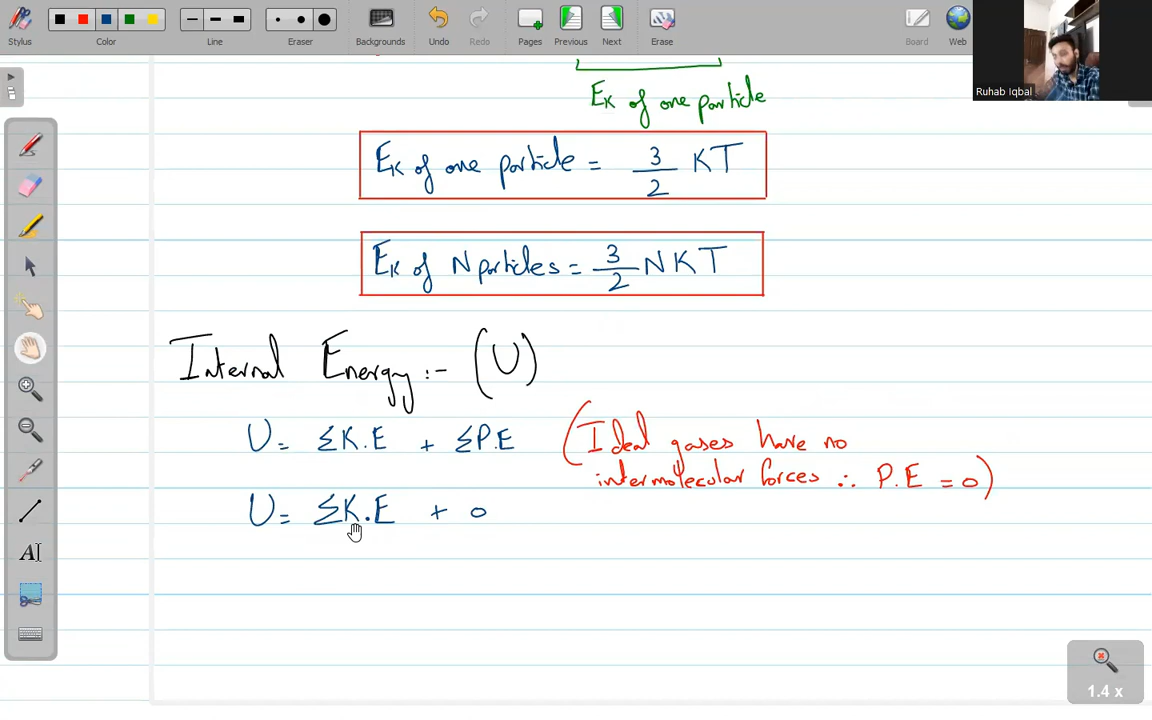 Stylus
Color
Line
Eraser
Backgrounds
Undo
Redo
Pages
Previous
Next
Erase
Board
Web
Ruhab Iqbal
EK of one particle
EK of one particle = 3/2 KT
EK of N particles = 3/2 NKT
Internal Energy :- (U)
U = ΣK.E + ΣP.E (Ideal gases have no
intermolecular forces ∴ P.E = 0)
U = ΣK.E + 0
AI
1.4 x